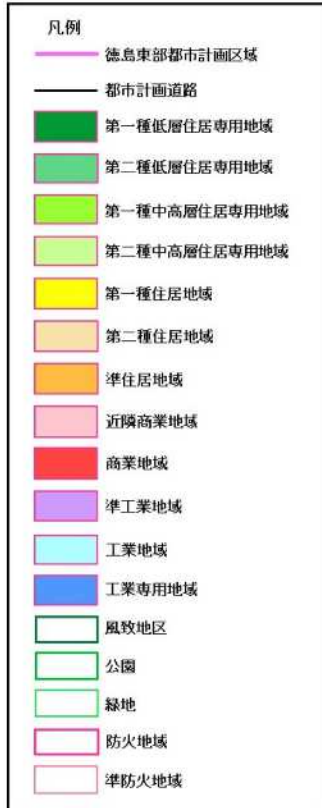 凡例
徳島東部都市計画区域
都市計画道路
第一種低層住居専用地域
第二種低層住居専用地域
第一種中高層住居専用地域
第二種中高層住居専用地域
第一種住居地域
第二種住居地域
準住居地域
近隣商業地域
商業地域
準工業地域
工業地域
工業専用地域
風致地区
公園
緑地
防火地域
準防火地域